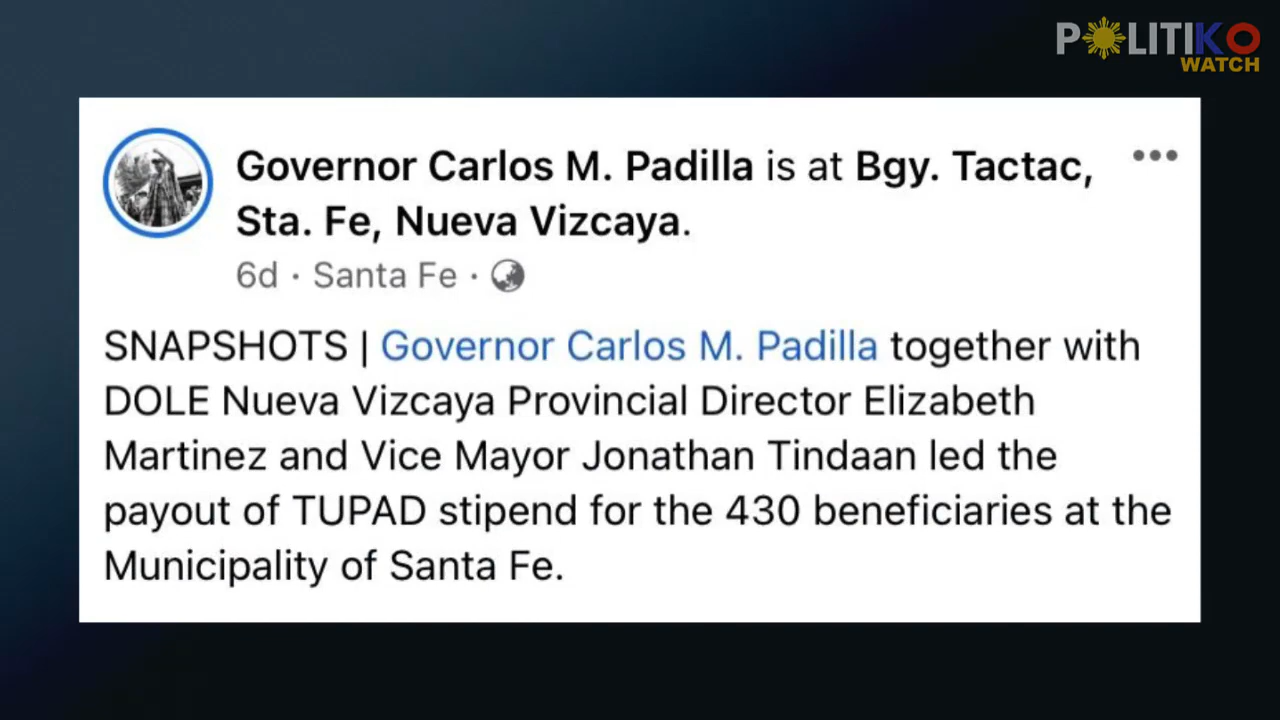 POLITIKO
WATCH
Governor Carlos M. Padilla is at Bgy. Tactac,
Sta. Fe, Nueva Vizcaya.
6d · Santa Fe ·
SNAPSHOTS | Governor Carlos M. Padilla together with
DOLE Nueva Vizcaya Provincial Director Elizabeth
Martinez and Vice Mayor Jonathan Tindaan led the
payout of TUPAD stipend for the 430 beneficiaries at the
Municipality of Santa Fe.